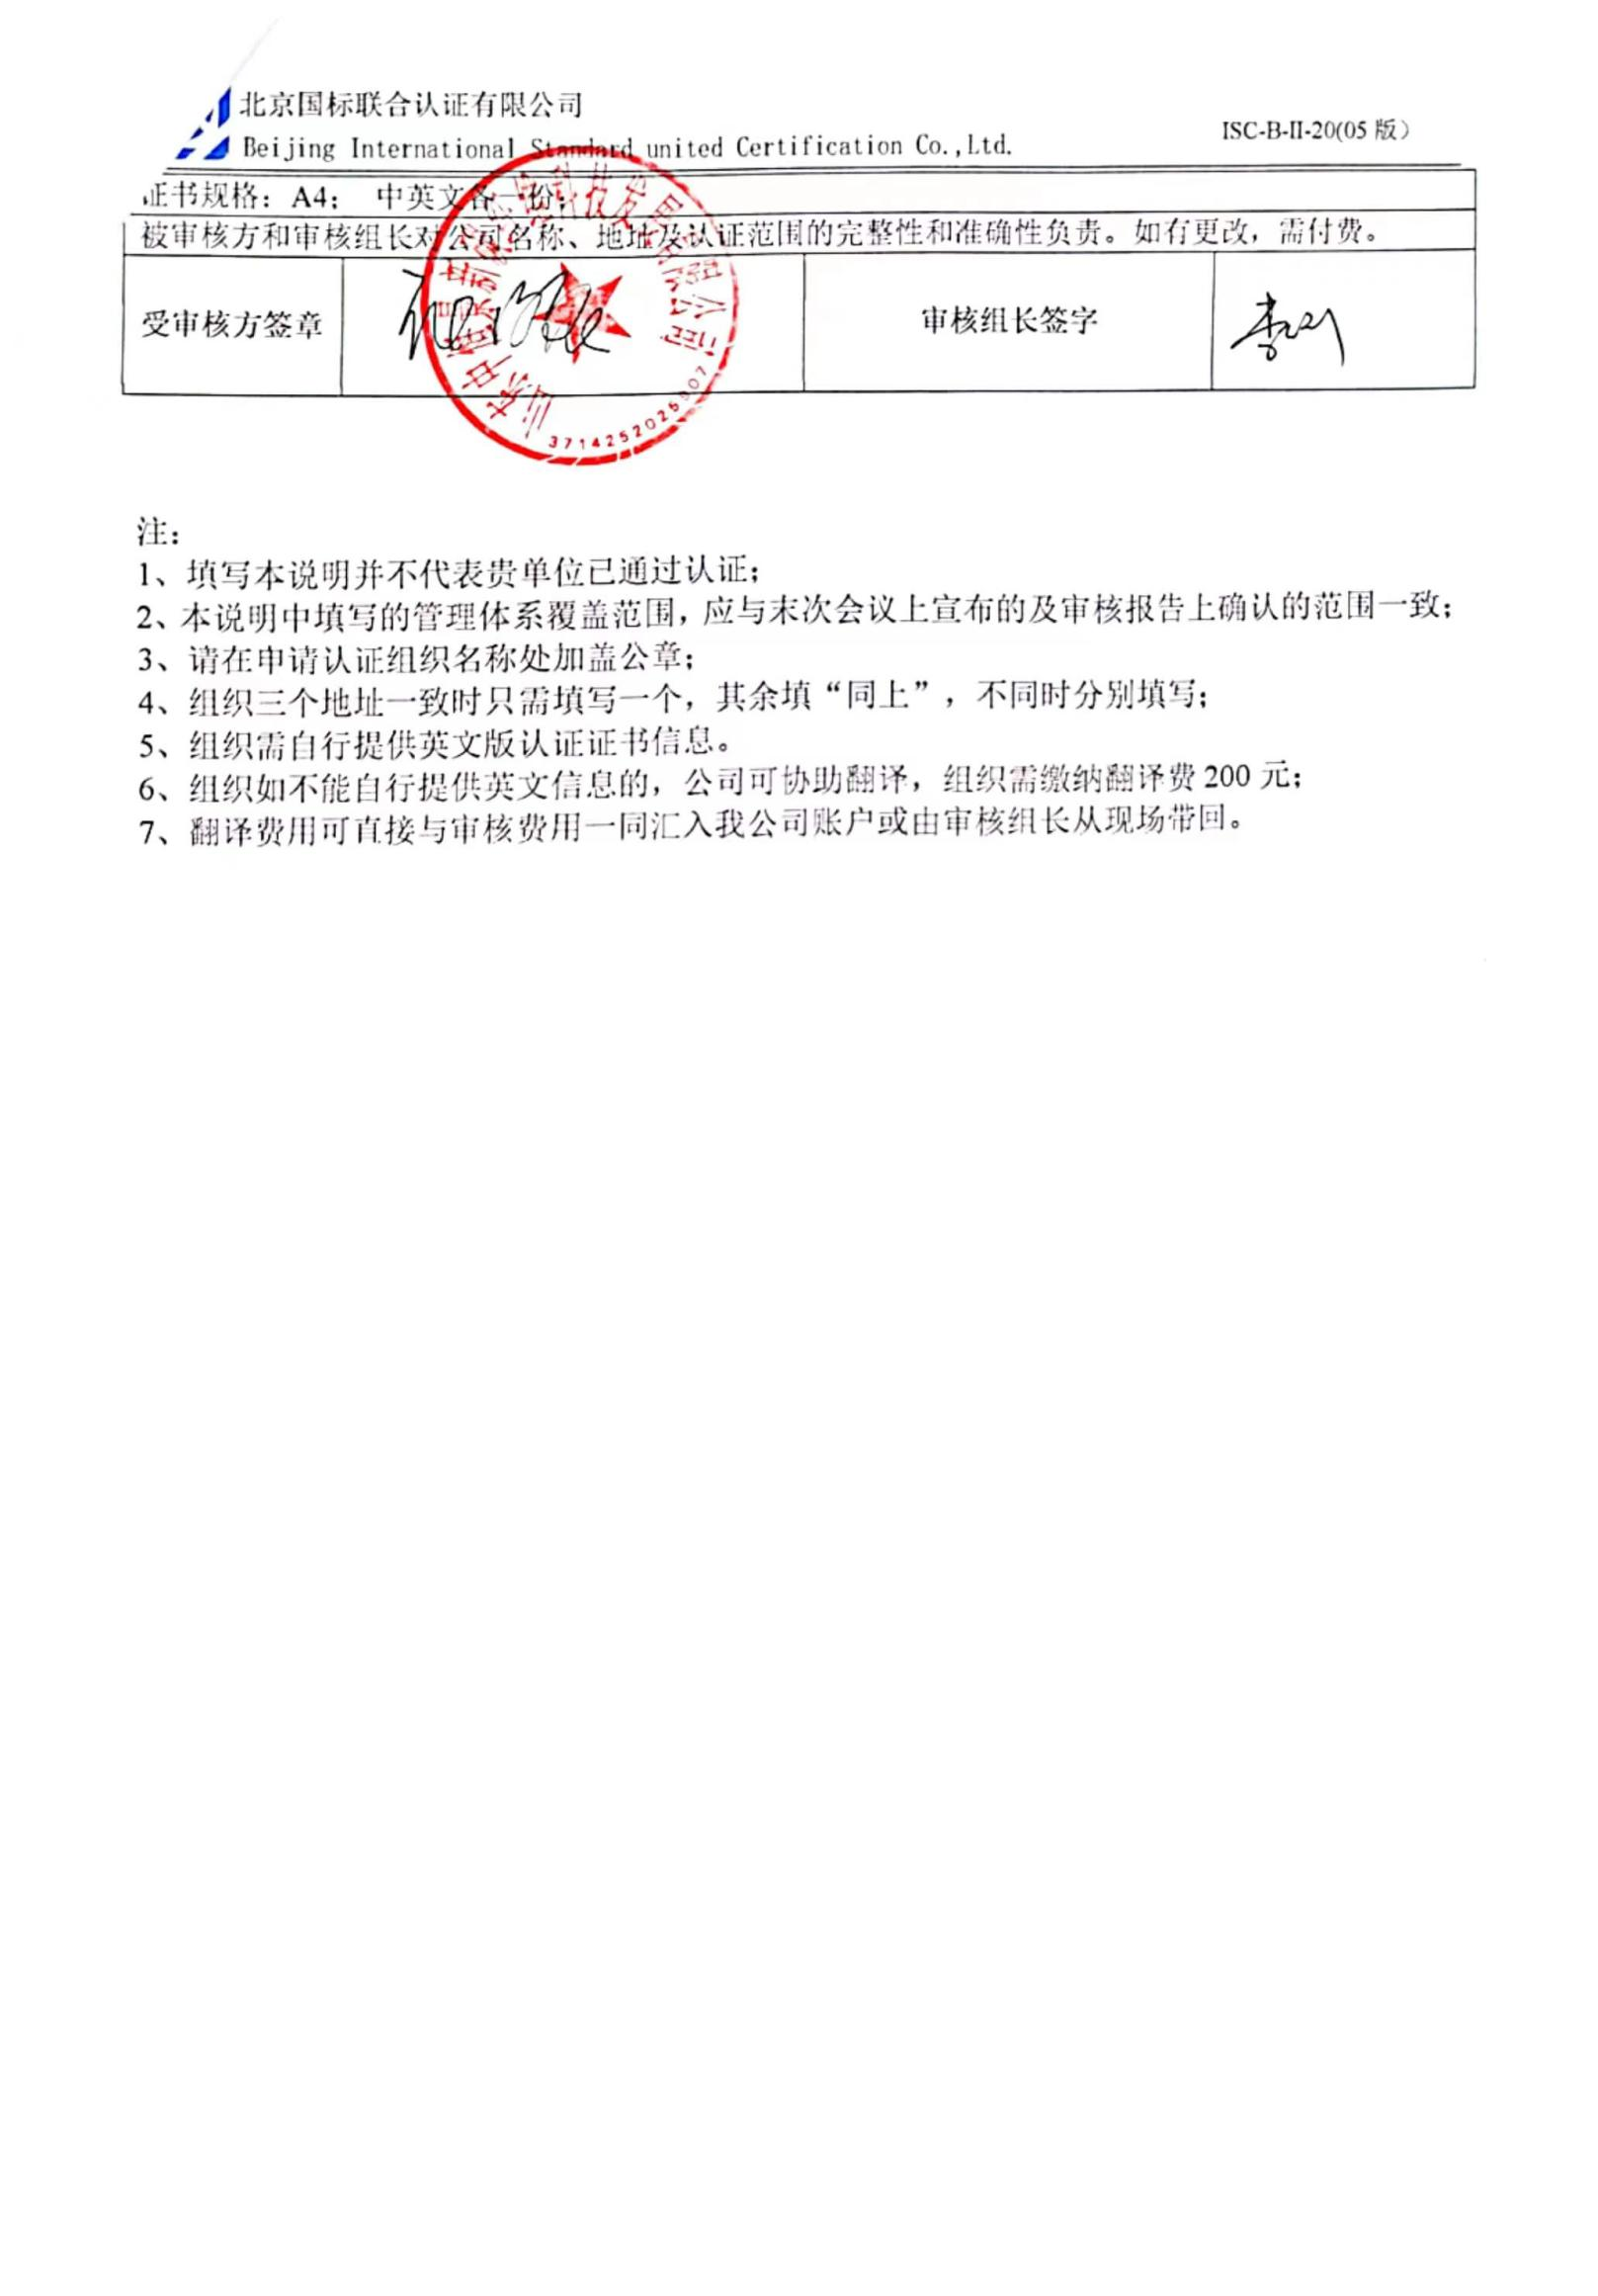 北京国标联合认证有限公司
Beijing International Standard united Certification Co.,Ltd.
ISC-B-II-20(05 版)
证书规格：A4； 中英文各一份；
被审核方和审核组长对公司名称、地址及认证范围的完整性和准确性负责。如有更改，需付费。
受审核方签章
审核组长签字
注：
1、填写本说明并不代表贵单位已通过认证；
2、本说明中填写的管理体系覆盖范围，应与末次会议上宣布的及审核报告上确认的范围一致；
3、请在申请认证组织名称处加盖公章；
4、组织三个地址一致时只需填写一个，其余填“同上”，不同时分别填写；
5、组织需自行提供英文版认证证书信息。
6、组织如不能自行提供英文信息的，公司可协助翻译，组织需缴纳翻译费 200 元；
7、翻译费用可直接与审核费用一同汇入我公司账户或由审核组长从现场带回。